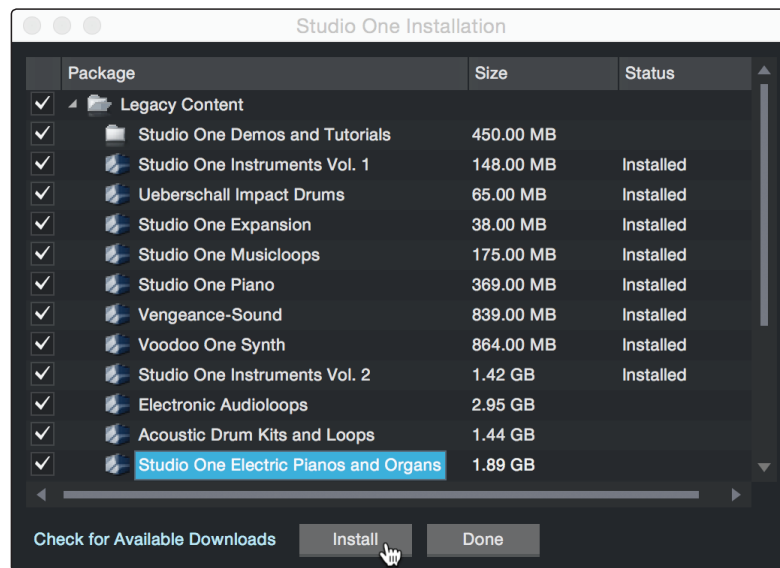 Studio One Installation
Package Size Status
Legacy Content
Studio One Demos and Tutorials 450.00 MB
Studio One Instruments Vol. 1 148.00 MB Installed
Ueberschall Impact Drums 65.00 MB Installed
Studio One Expansion 38.00 MB Installed
Studio One Musicloops 175.00 MB Installed
Studio One Piano 369.00 MB Installed
Vengeance-Sound 839.00 MB Installed
Voodoo One Synth 864.00 MB Installed
Studio One Instruments Vol. 2 1.42 GB Installed
Electronic Audioloops 2.95 GB
Acoustic Drum Kits and Loops 1.44 GB
Studio One Electric Pianos and Organs 1.89 GB
Check for Available Downloads Install Done